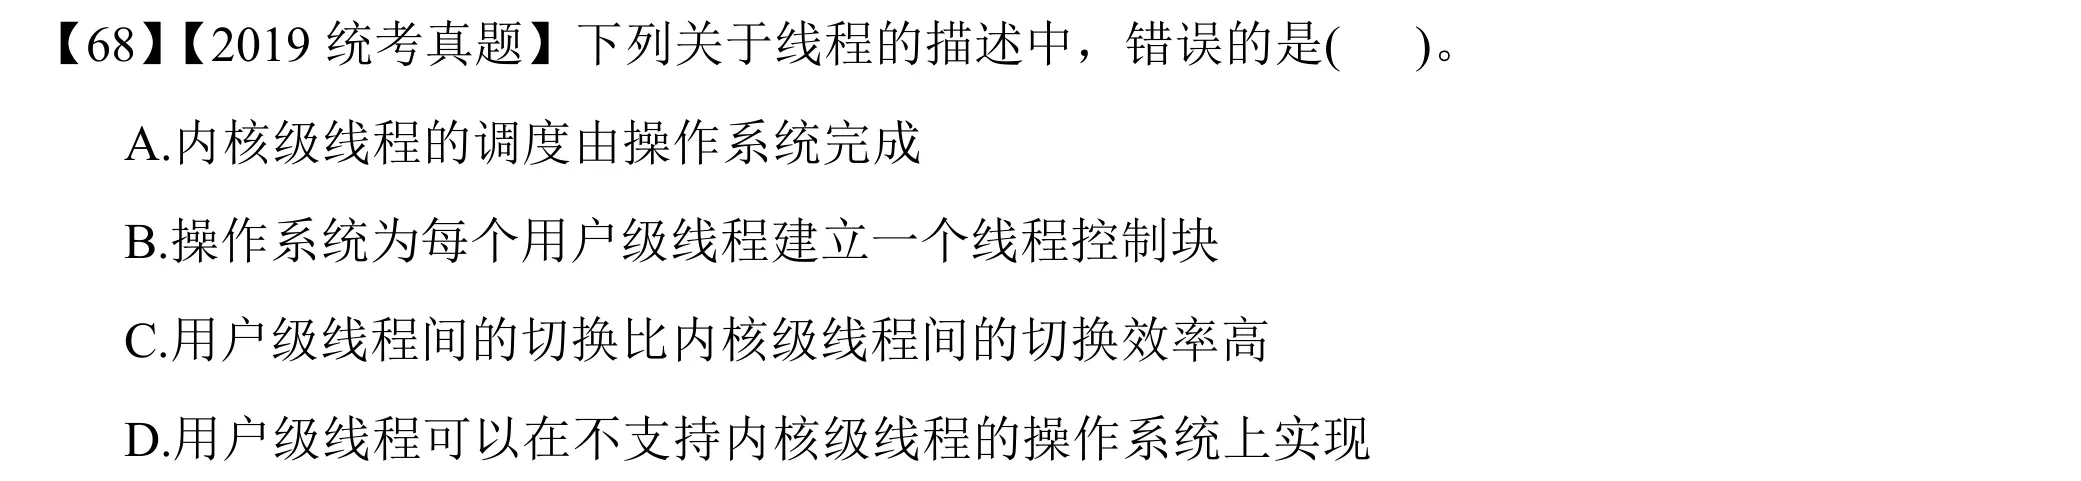 【68】【2019 统考真题】下列关于线程的描述中，错误的是(    )。
A.内核级线程的调度由操作系统完成
B.操作系统为每个用户级线程建立一个线程控制块
C.用户级线程间的切换比内核级线程间的切换效率高
D.用户级线程可以在不支持内核级线程的操作系统上实现